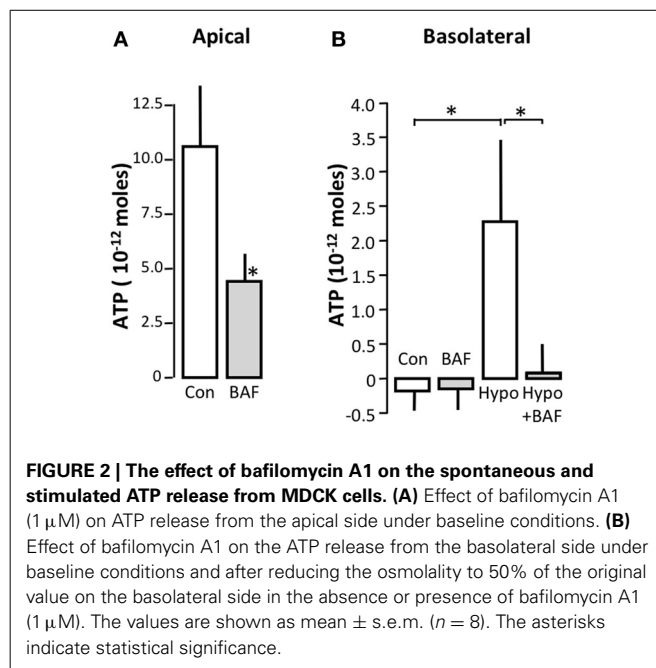 A Apical
B Basolateral
ATP ( 10⁻¹² moles)
12.5
10.0
7.5
5.0
2.5
0
*
Con BAF
ATP (10⁻¹² moles)
4.0
3.5
3.0
2.5
2.0
1.5
1.0
0.5
0
-0.5
* *
Con BAF
Hypo Hypo
+BAF
FIGURE 2 | The effect of bafilomycin A1 on the spontaneous and
stimulated ATP release from MDCK cells. (A) Effect of bafilomycin A1
(1 μM) on ATP release from the apical side under baseline conditions. (B)
Effect of bafilomycin A1 on the ATP release from the basolateral side under
baseline conditions and after reducing the osmolality to 50% of the original
value on the basolateral side in the absence or presence of bafilomycin A1
(1 μM). The values are shown as mean ± s.e.m. (n = 8). The asterisks
indicate statistical significance.